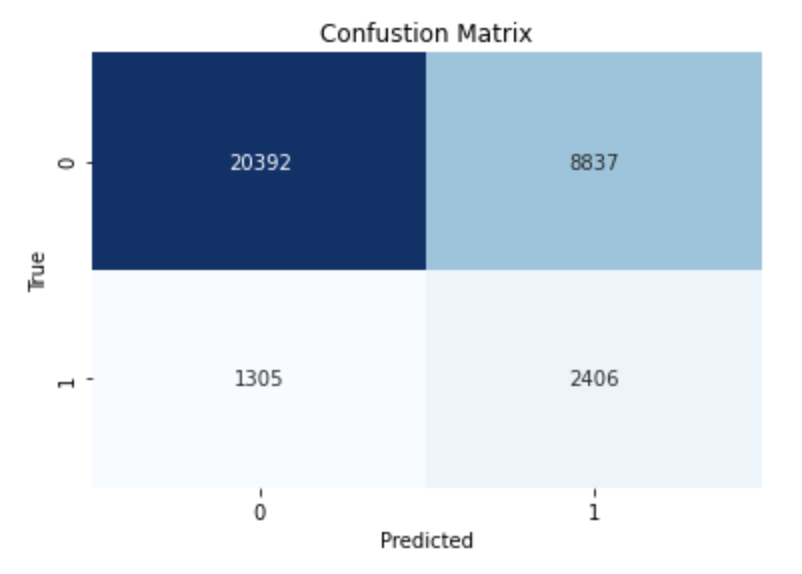 Confustion Matrix
0
20392
8837
True
1
1305
2406
0
1
Predicted